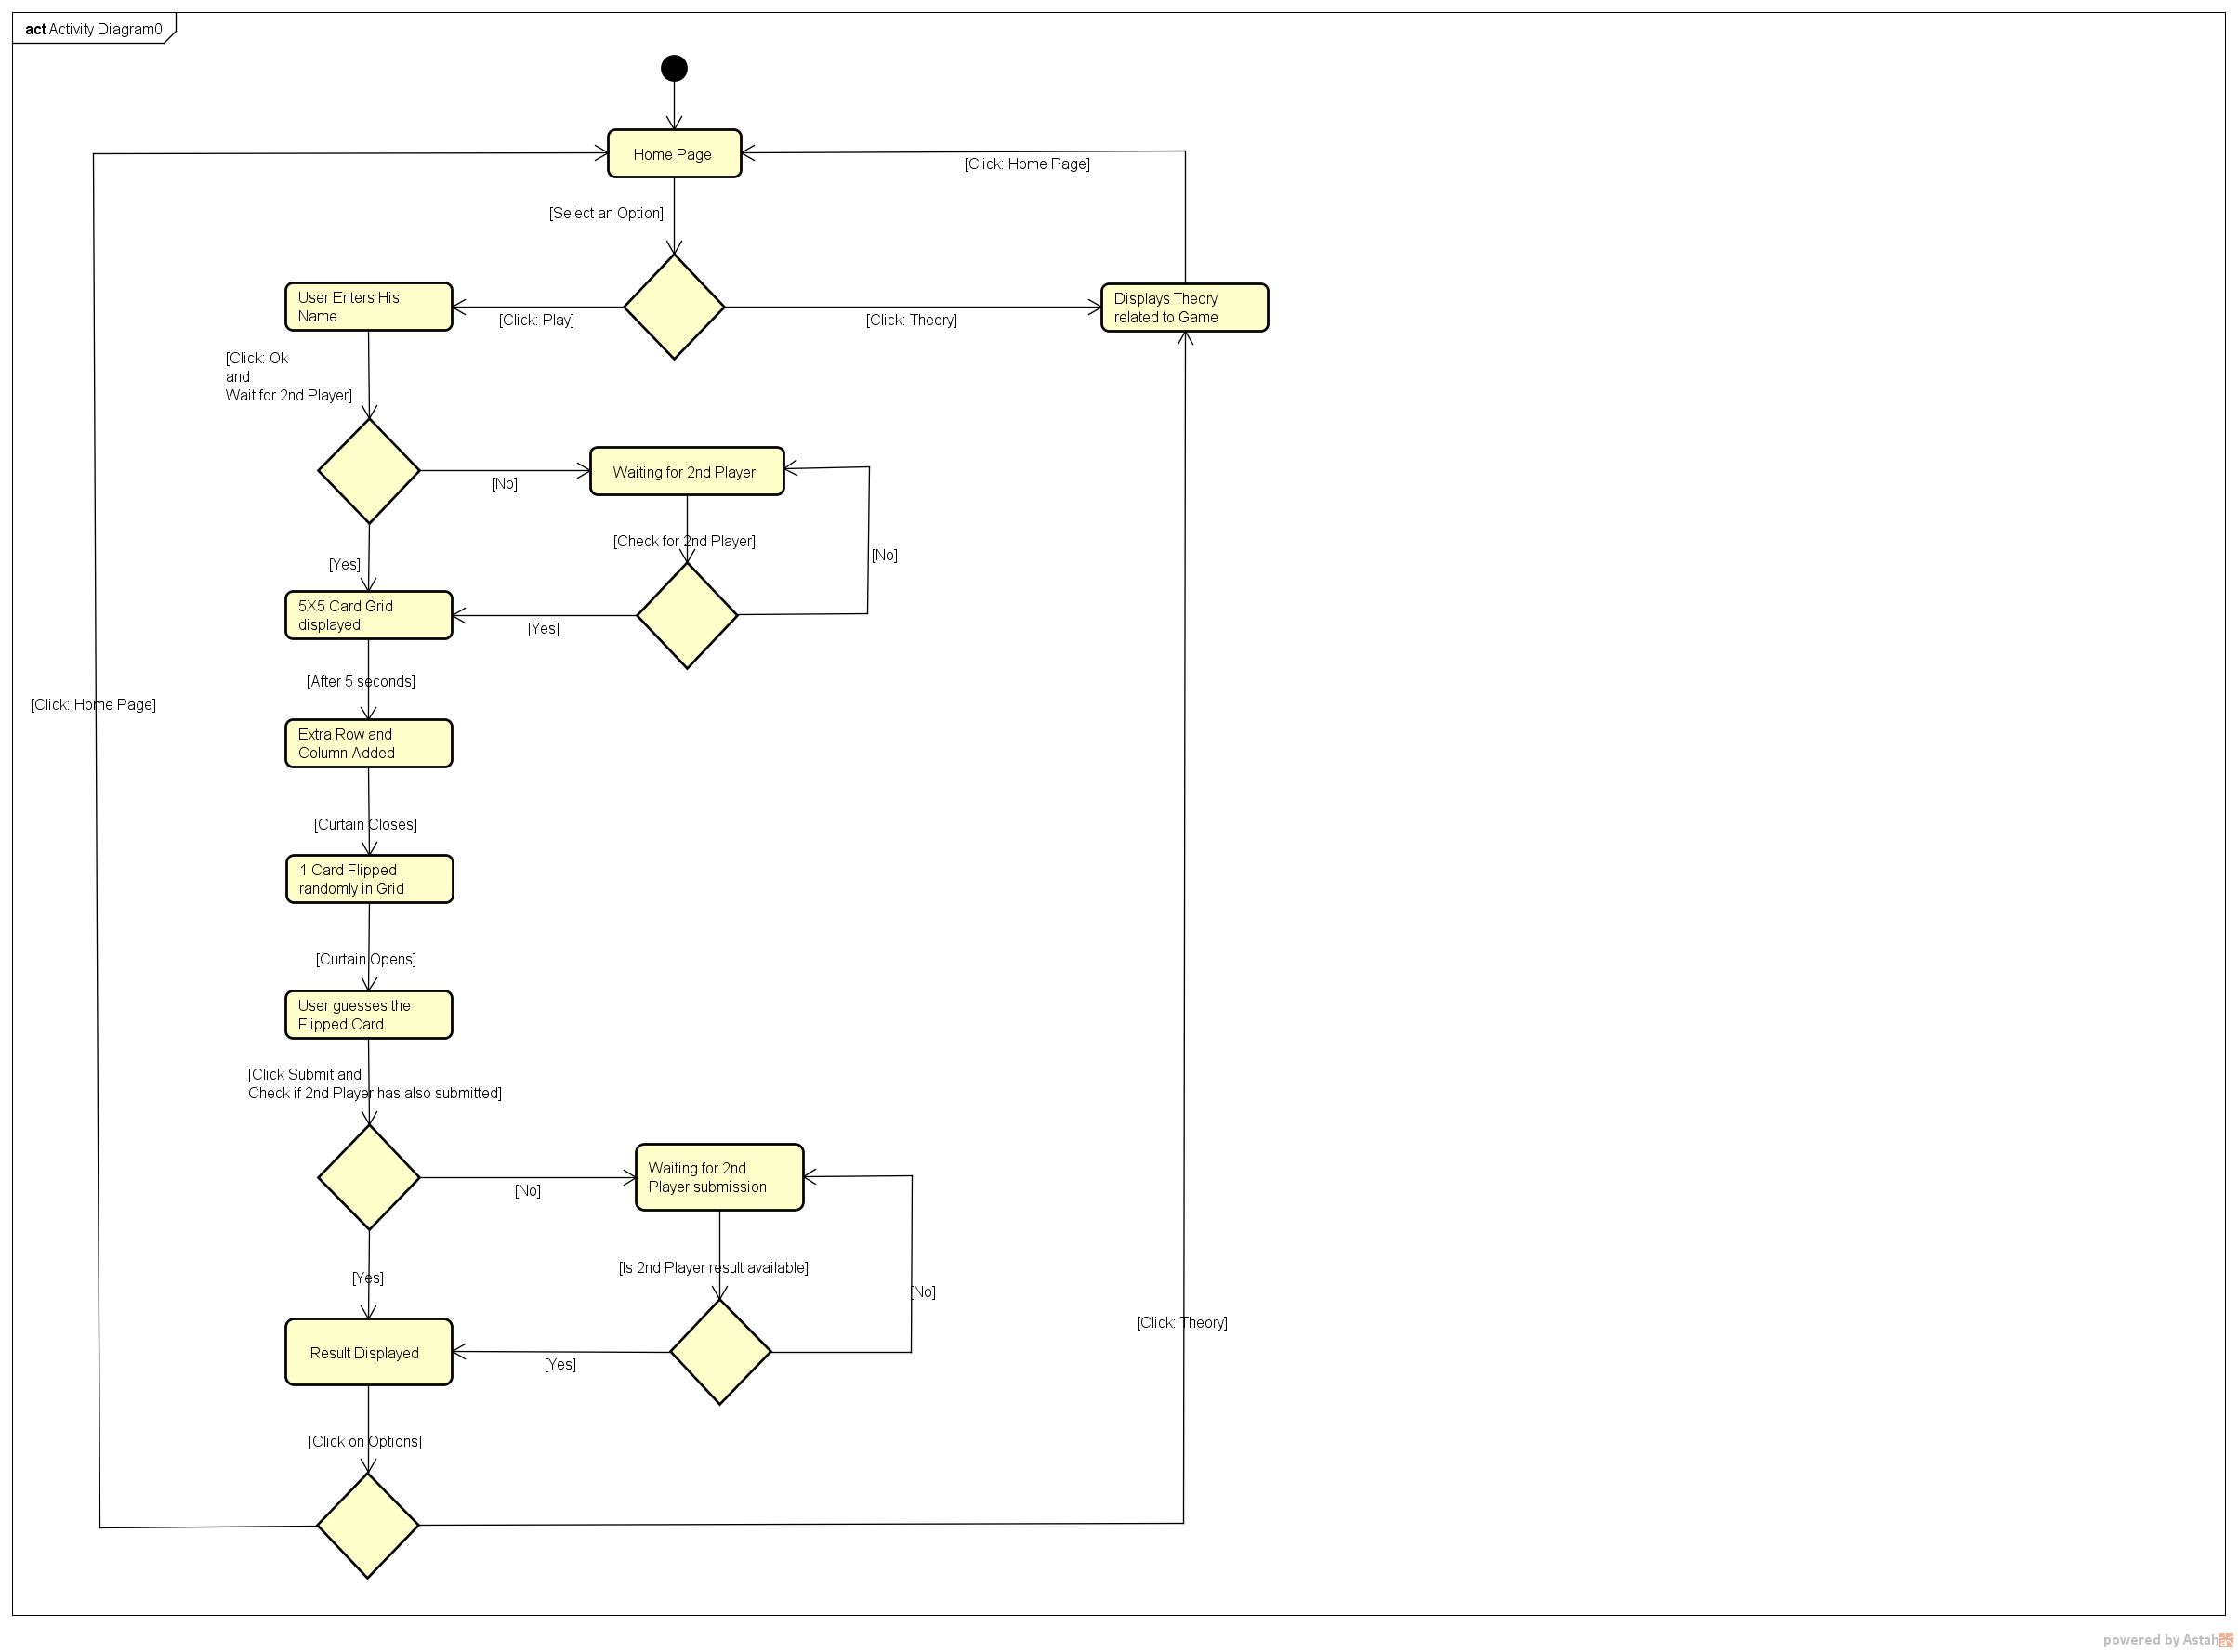 act Activity Diagram0
Home Page
[Click: Home Page]
[Select an Option]
User Enters His
Name
[Click: Play]
[Click: Theory]
Displays Theory
related to Game
[Click: Ok
and
Wait for 2nd Player]
[No]
Waiting for 2nd Player
[Check for 2nd Player]
[No]
[Yes]
5X5 Card Grid
displayed
[Yes]
[After 5 seconds]
[Click: Home Page]
Extra Row and
Column Added
[Curtain Closes]
1 Card Flipped
randomly in Grid
[Curtain Opens]
User guesses the
Flipped Card
[Click Submit and
Check if 2nd Player has also submitted]
[No]
Waiting for 2nd
Player submission
[Is 2nd Player result available]
[Yes]
[No]
[Click: Theory]
Result Displayed
[Yes]
[Click on Options]
powered by Astah